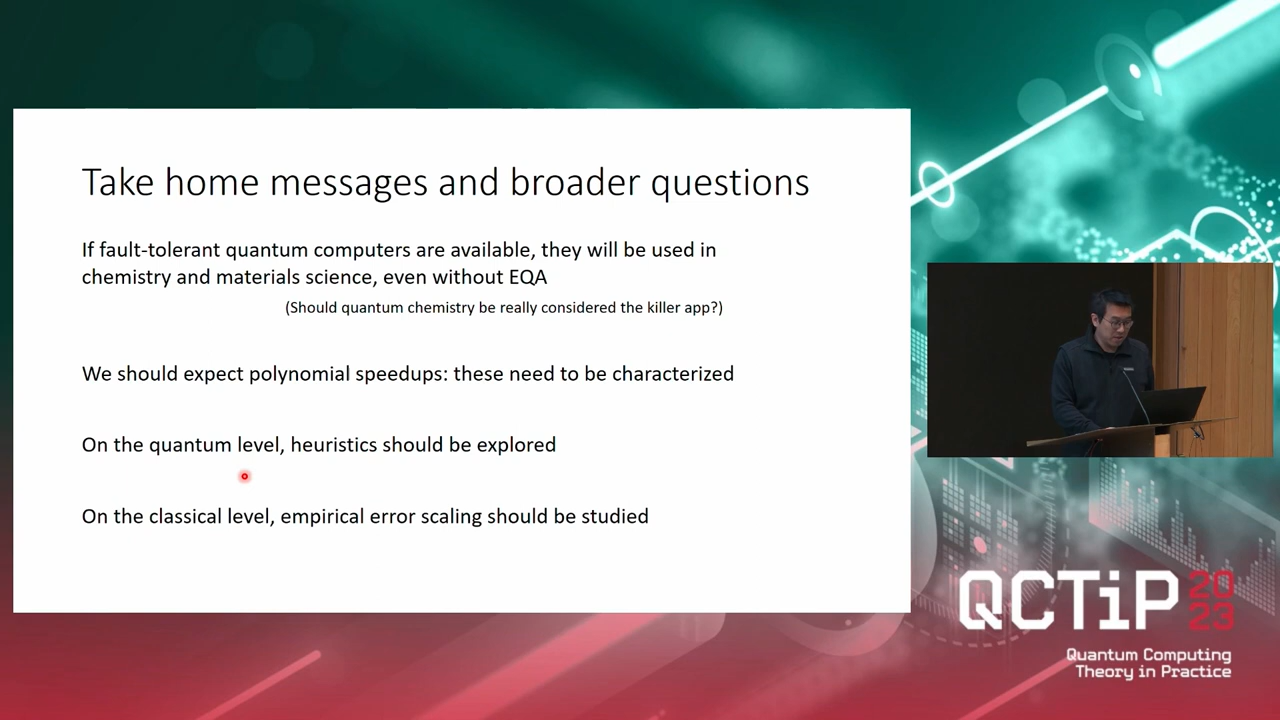 Take home messages and broader questions
If fault-tolerant quantum computers are available, they will be used in
chemistry and materials science, even without EQA
(Should quantum chemistry be really considered the killer app?)
We should expect polynomial speedups: these need to be characterized
On the quantum level, heuristics should be explored
On the classical level, empirical error scaling should be studied
QCTiP 20
23
Quantum Computing
Theory in Practice